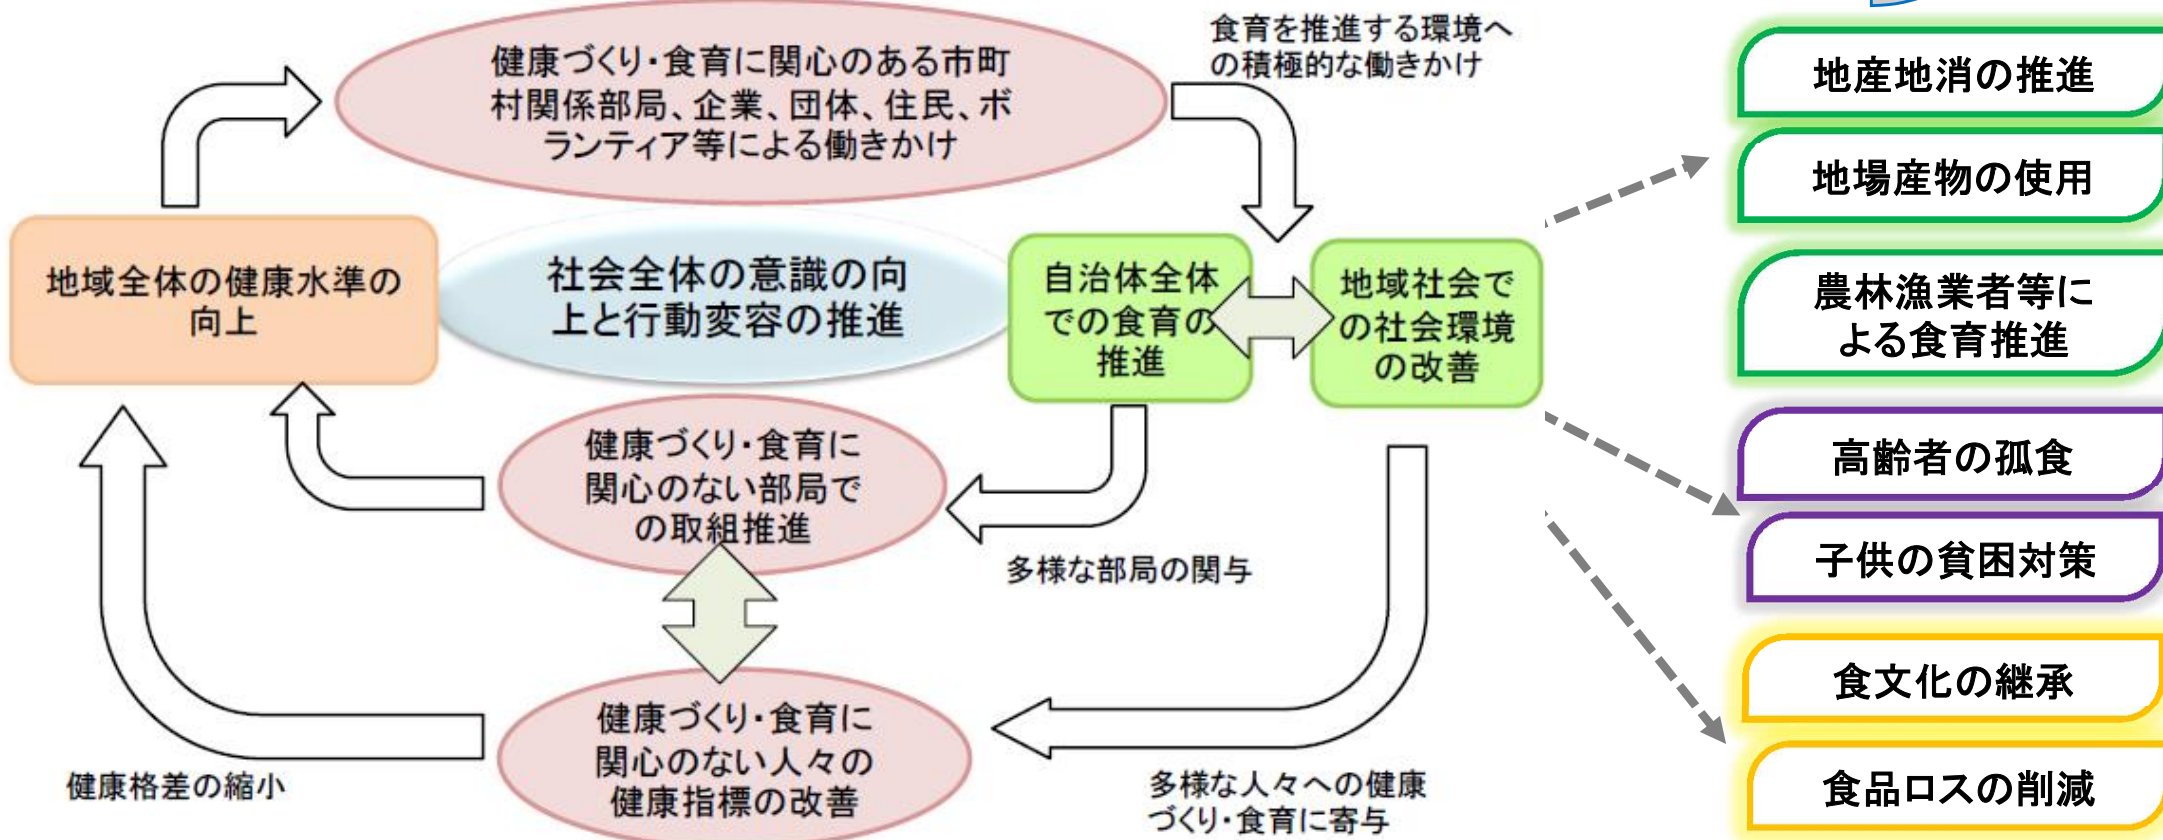 食育を推進する環境へ
の積極的な働きかけ
健康づくり・食育に関心のある市町
村関係部局、企業、団体、住民、ボ
ランティア等による働きかけ
地域全体の健康水準の
向上
社会全体の意識の向
上と行動変容の推進
自治体全体
での食育の
推進
地域社会で
の社会環境
の改善
健康づくり・食育に
関心のない部局で
の取組推進
多様な部局の関与
健康づくり・食育に
関心のない人々の
健康指標の改善
健康格差の縮小
多様な人々への健康
づくり・食育に寄与
地産地消の推進
地場産物の使用
農林漁業者等に
よる食育推進
高齢者の孤食
子供の貧困対策
食文化の継承
食品ロスの削減